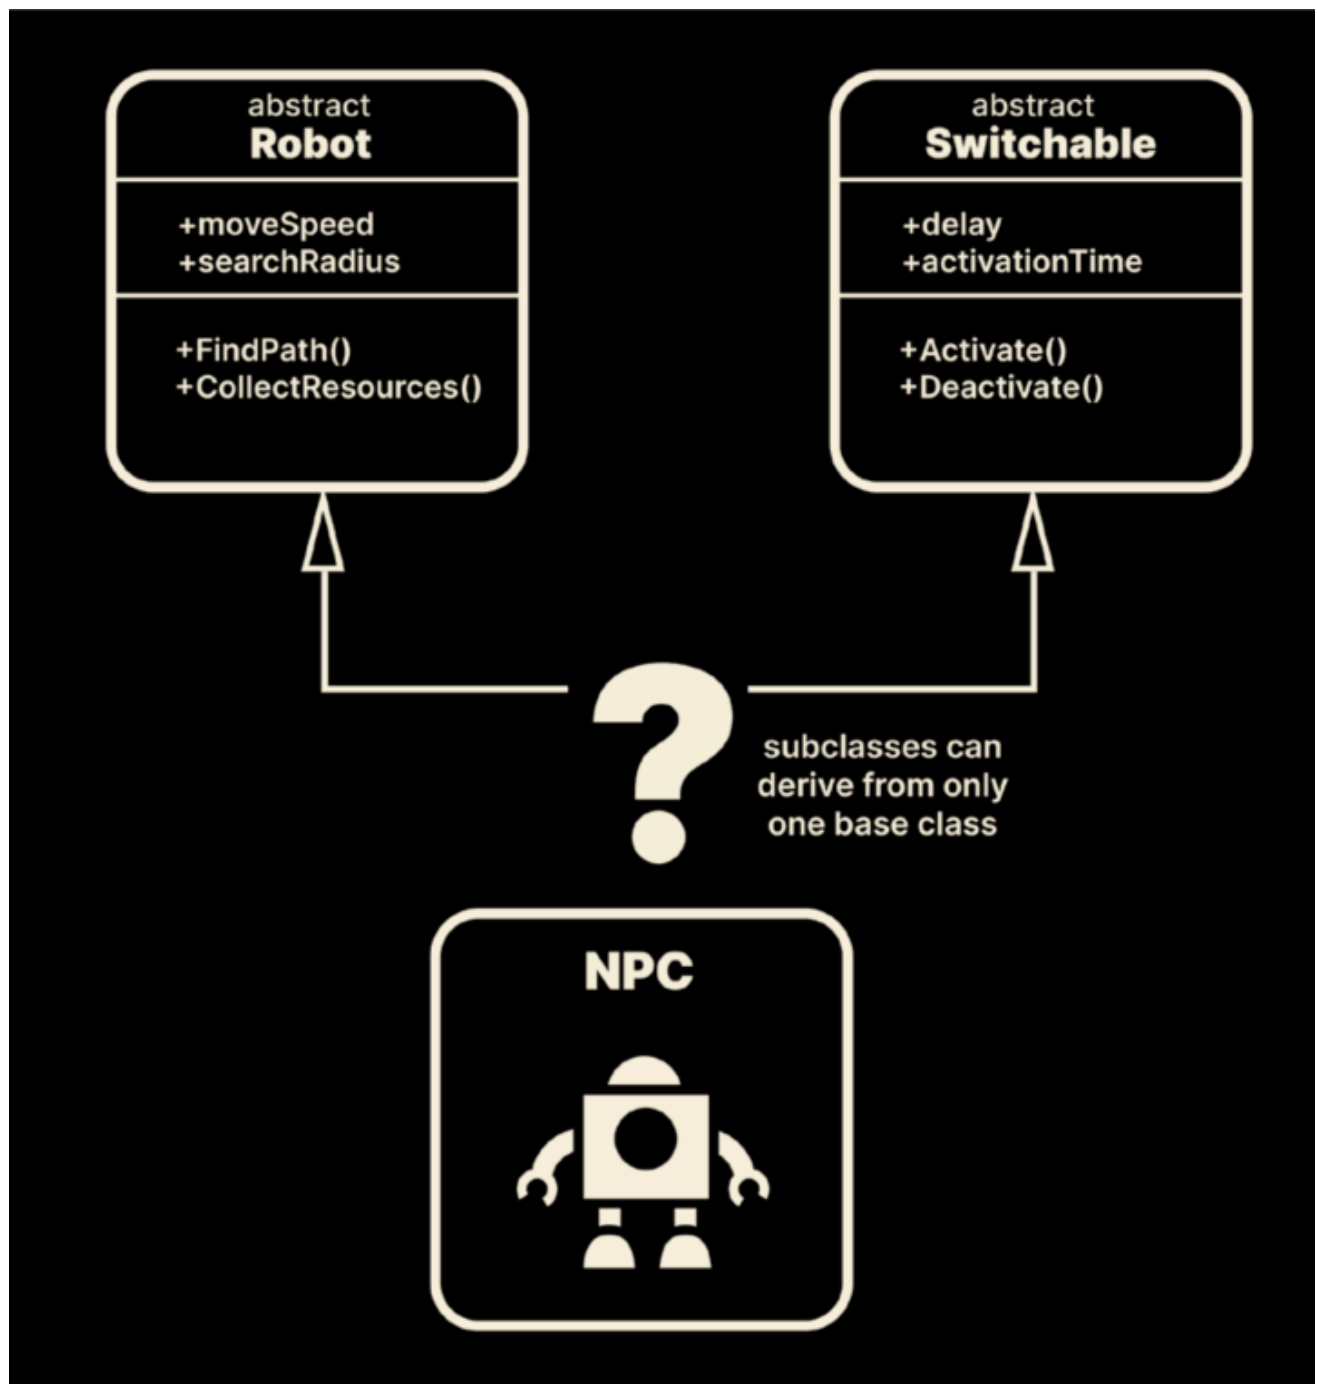 abstract
Robot
+moveSpeed
+searchRadius
+FindPath()
+CollectResources()
abstract
Switchable
+delay
+activationTime
+Activate()
+Deactivate()
?
subclasses can
derive from only
one base class
NPC